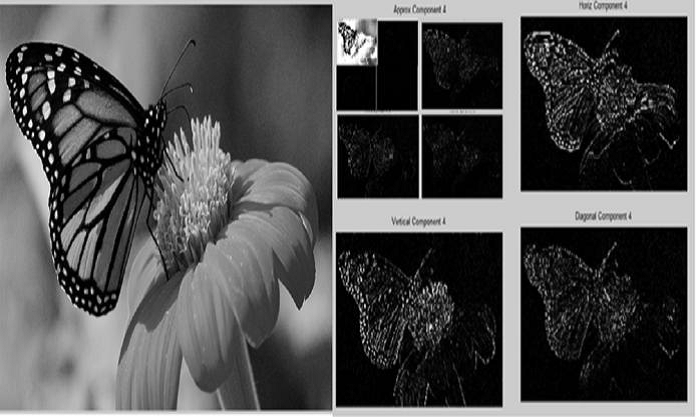 Approx Component 4
Horiz Component 4
Vertical Component 4
Diagonal Component 4